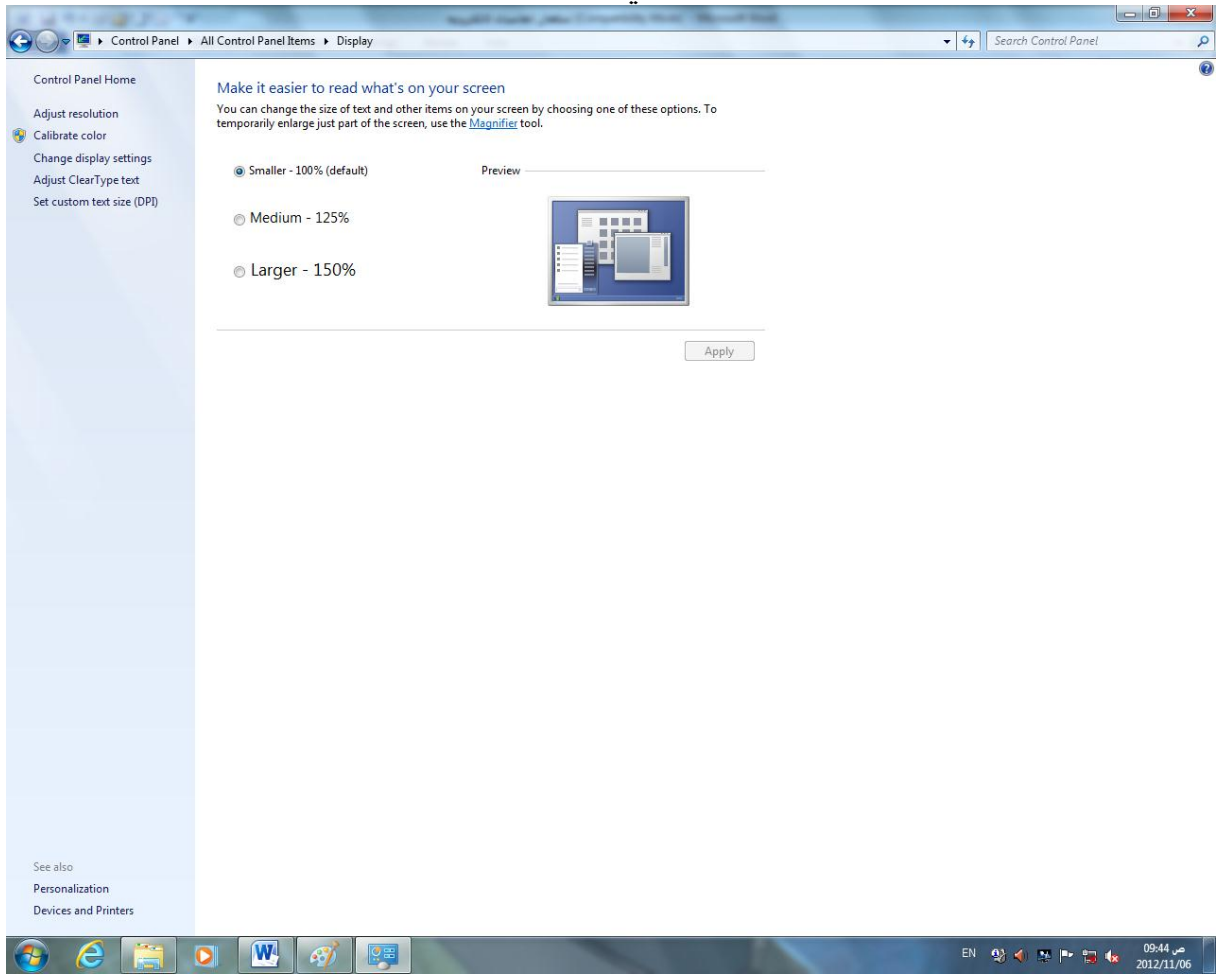 Control Panel ▸ All Control Panel Items ▸ Display
Search Control Panel
Control Panel Home
Adjust resolution
Calibrate color
Change display settings
Adjust ClearType text
Set custom text size (DPI)
Make it easier to read what's on your screen
You can change the size of text and other items on your screen by choosing one of these options. To
temporarily enlarge just part of the screen, use the Magnifier tool.
Smaller - 100% (default)
Preview
Medium - 125%
Larger - 150%
Apply
See also
Personalization
Devices and Printers
EN
09:44 ص
2012/11/06